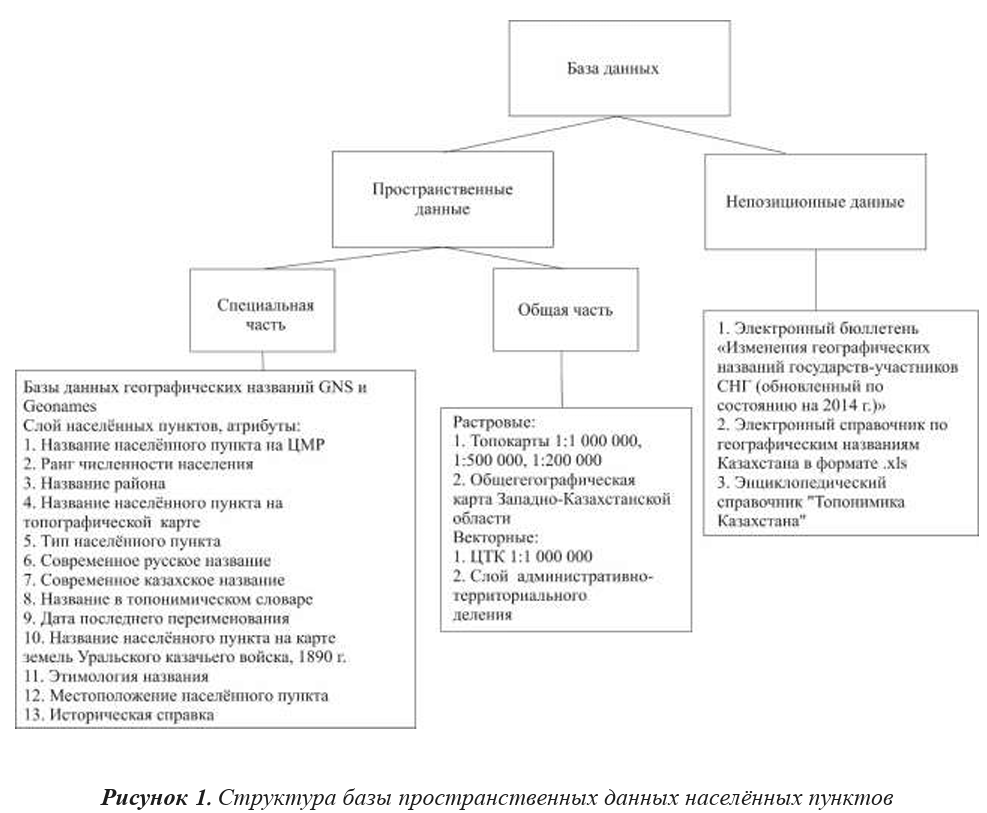 База данных
Пространственные
данные
Непозиционные данные
Специальная
часть
Общая часть
Базы данных географических названий GNS и
Geonames
Слой населённых пунктов, атрибуты:
1. Название населённого пункта на ЦМР
2. Ранг численности населения
3. Название района
4. Название населённого пункта на
топографической карте
5. Тип населённого пункта
6. Современное русское название
7. Современное казахское название
8. Название в топонимическом словаре
9. Дата последнего переименования
10. Название населённого пункта на карте
земель Уральского казачьего войска, 1890 г.
11. Этимология названия
12. Местоположение населённого пункта
13. Историческая справка
Растровые:
1. Топокарты 1:1 000 000,
1:500 000, 1:200 000
2. Общегегографическая
карта Западно-Казахстанской
области
Векторные:
1. ЦТК 1:1 000 000
2. Слой административно-
территориального
деления
1. Электронный бюллетень
«Изменения географических
названий государств-участников
СНГ (обновленный по
состоянию на 2014 г.)»
2. Электронный справочник по
географическим названиям
Казахстана в формате .xls
3. Энциклопедический
справочник "Топонимика
Казахстана"
Рисунок 1. Структура базы пространственных данных населённых пунктов